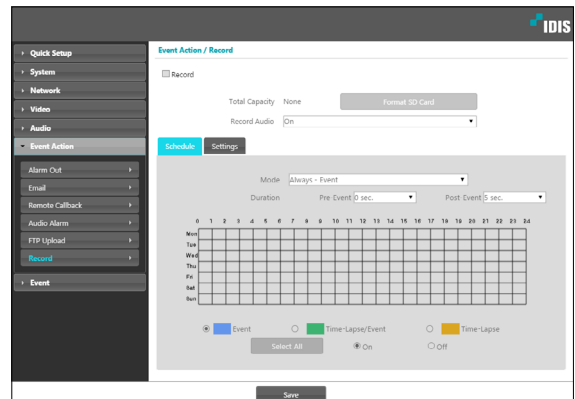 IDIS
Quick Setup
System
Network
Video
Audio
Event Action
Alarm Out
Email
Remote Callback
Audio Alarm
FTP Upload
Record
Event
Event Action / Record
Record
Total Capacity None Format SD Card
Record Audio On
Schedule Settings
Mode Always - Event
Duration Pre Event 0 sec. Post Event 5 sec.
0 1 2 3 4 5 6 7 8 9 10 11 12 13 14 15 16 17 18 19 20 21 22 23 24
Mon
Tue
Wed
Thu
Fri
Sat
Sun
Event Time-Lapse/Event Time-Lapse
Select All On Off
Save